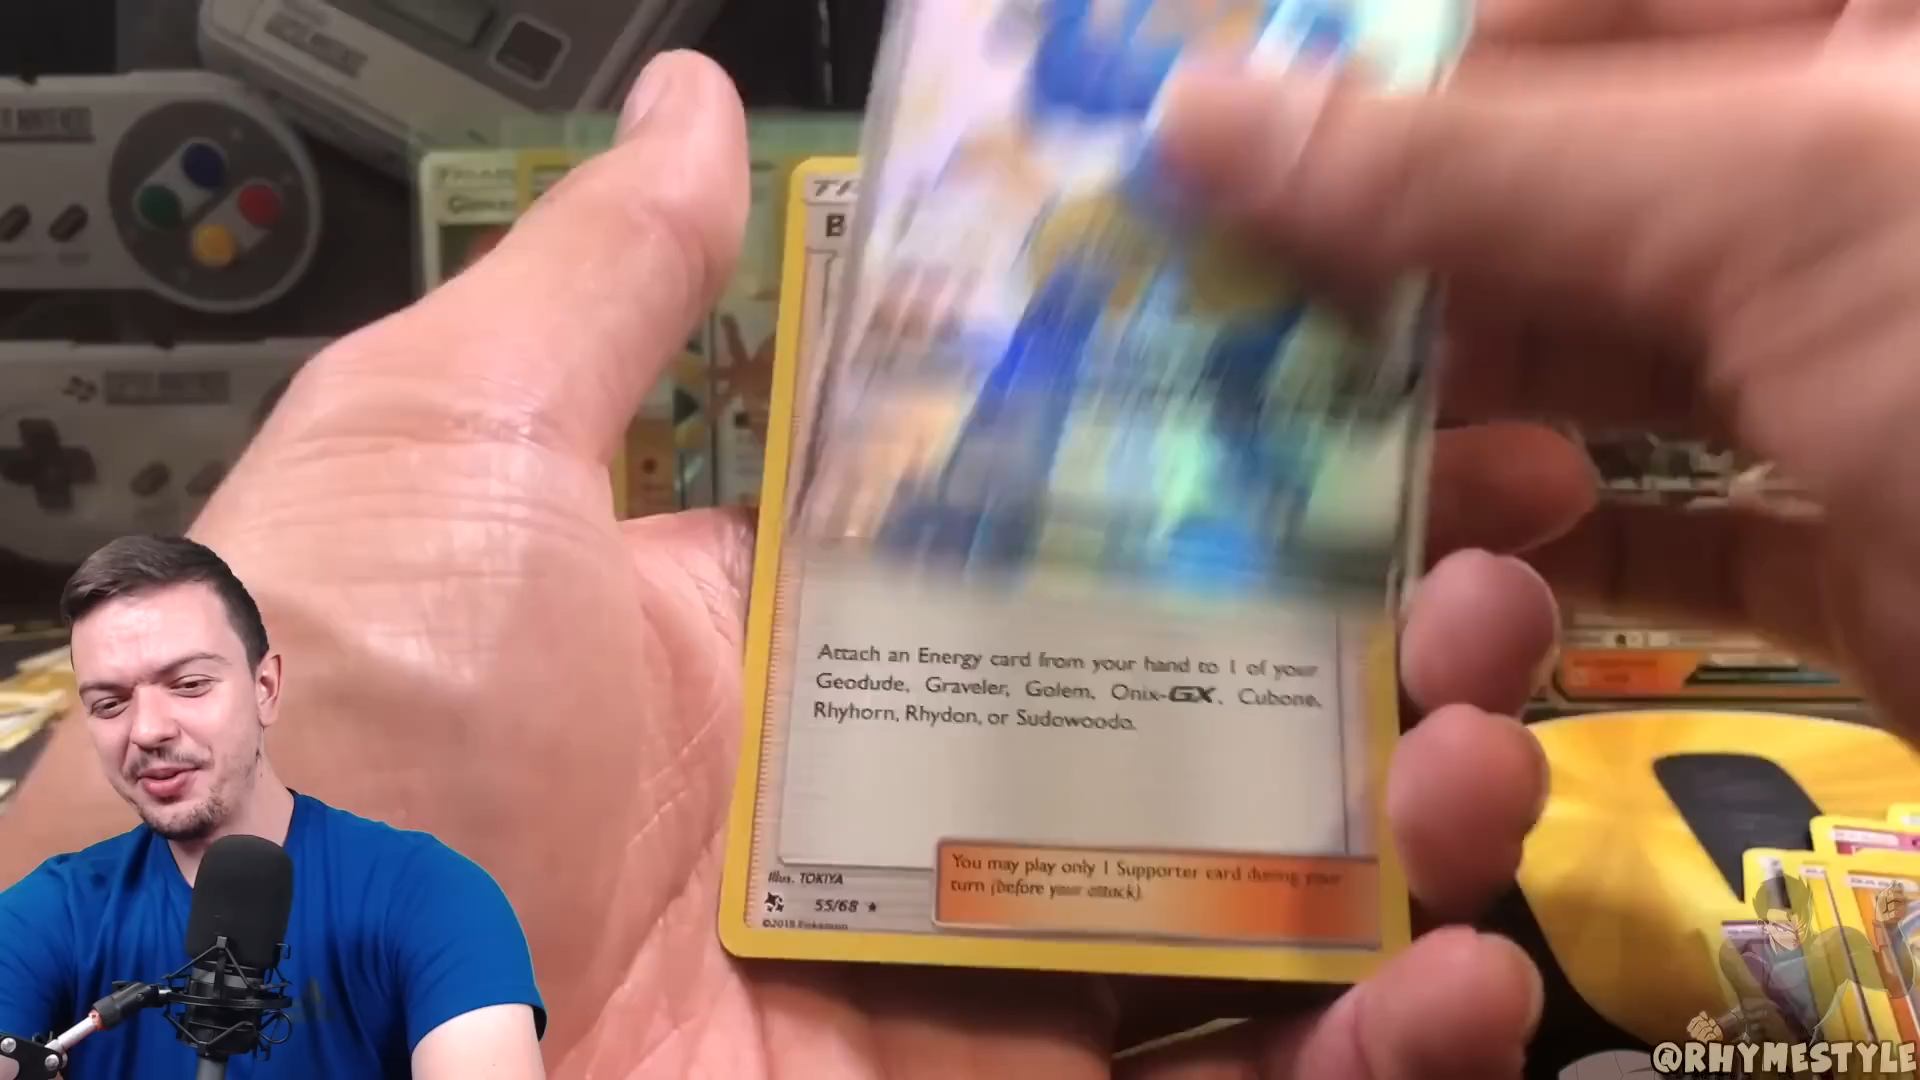 Attach an Energy card from your hand to 1 of your
Geodude, Graveler, Golem, Onix-GX, Cubone,
Rhyhorn, Rhydon, or Sudowoodo.
Illus. TOKIYA
You may play only 1 Supporter card during your
turn (before your attack).
55/68 ★
©2019 Pokémon
@RHYMESTYLE